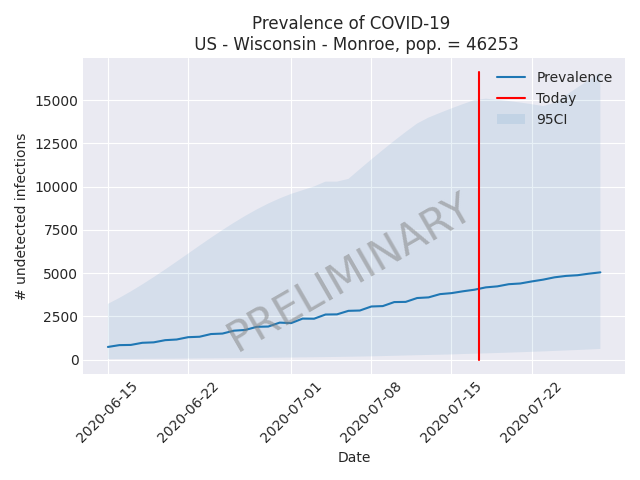 Prevalence of COVID-19
US - Wisconsin - Monroe, pop. = 46253
Prevalence
Today
95CI
# undetected infections
15000
12500
10000
7500
5000
2500
0
PRELIMINARY
2020-06-15
2020-06-22
2020-07-01
2020-07-08
2020-07-15
2020-07-22
Date